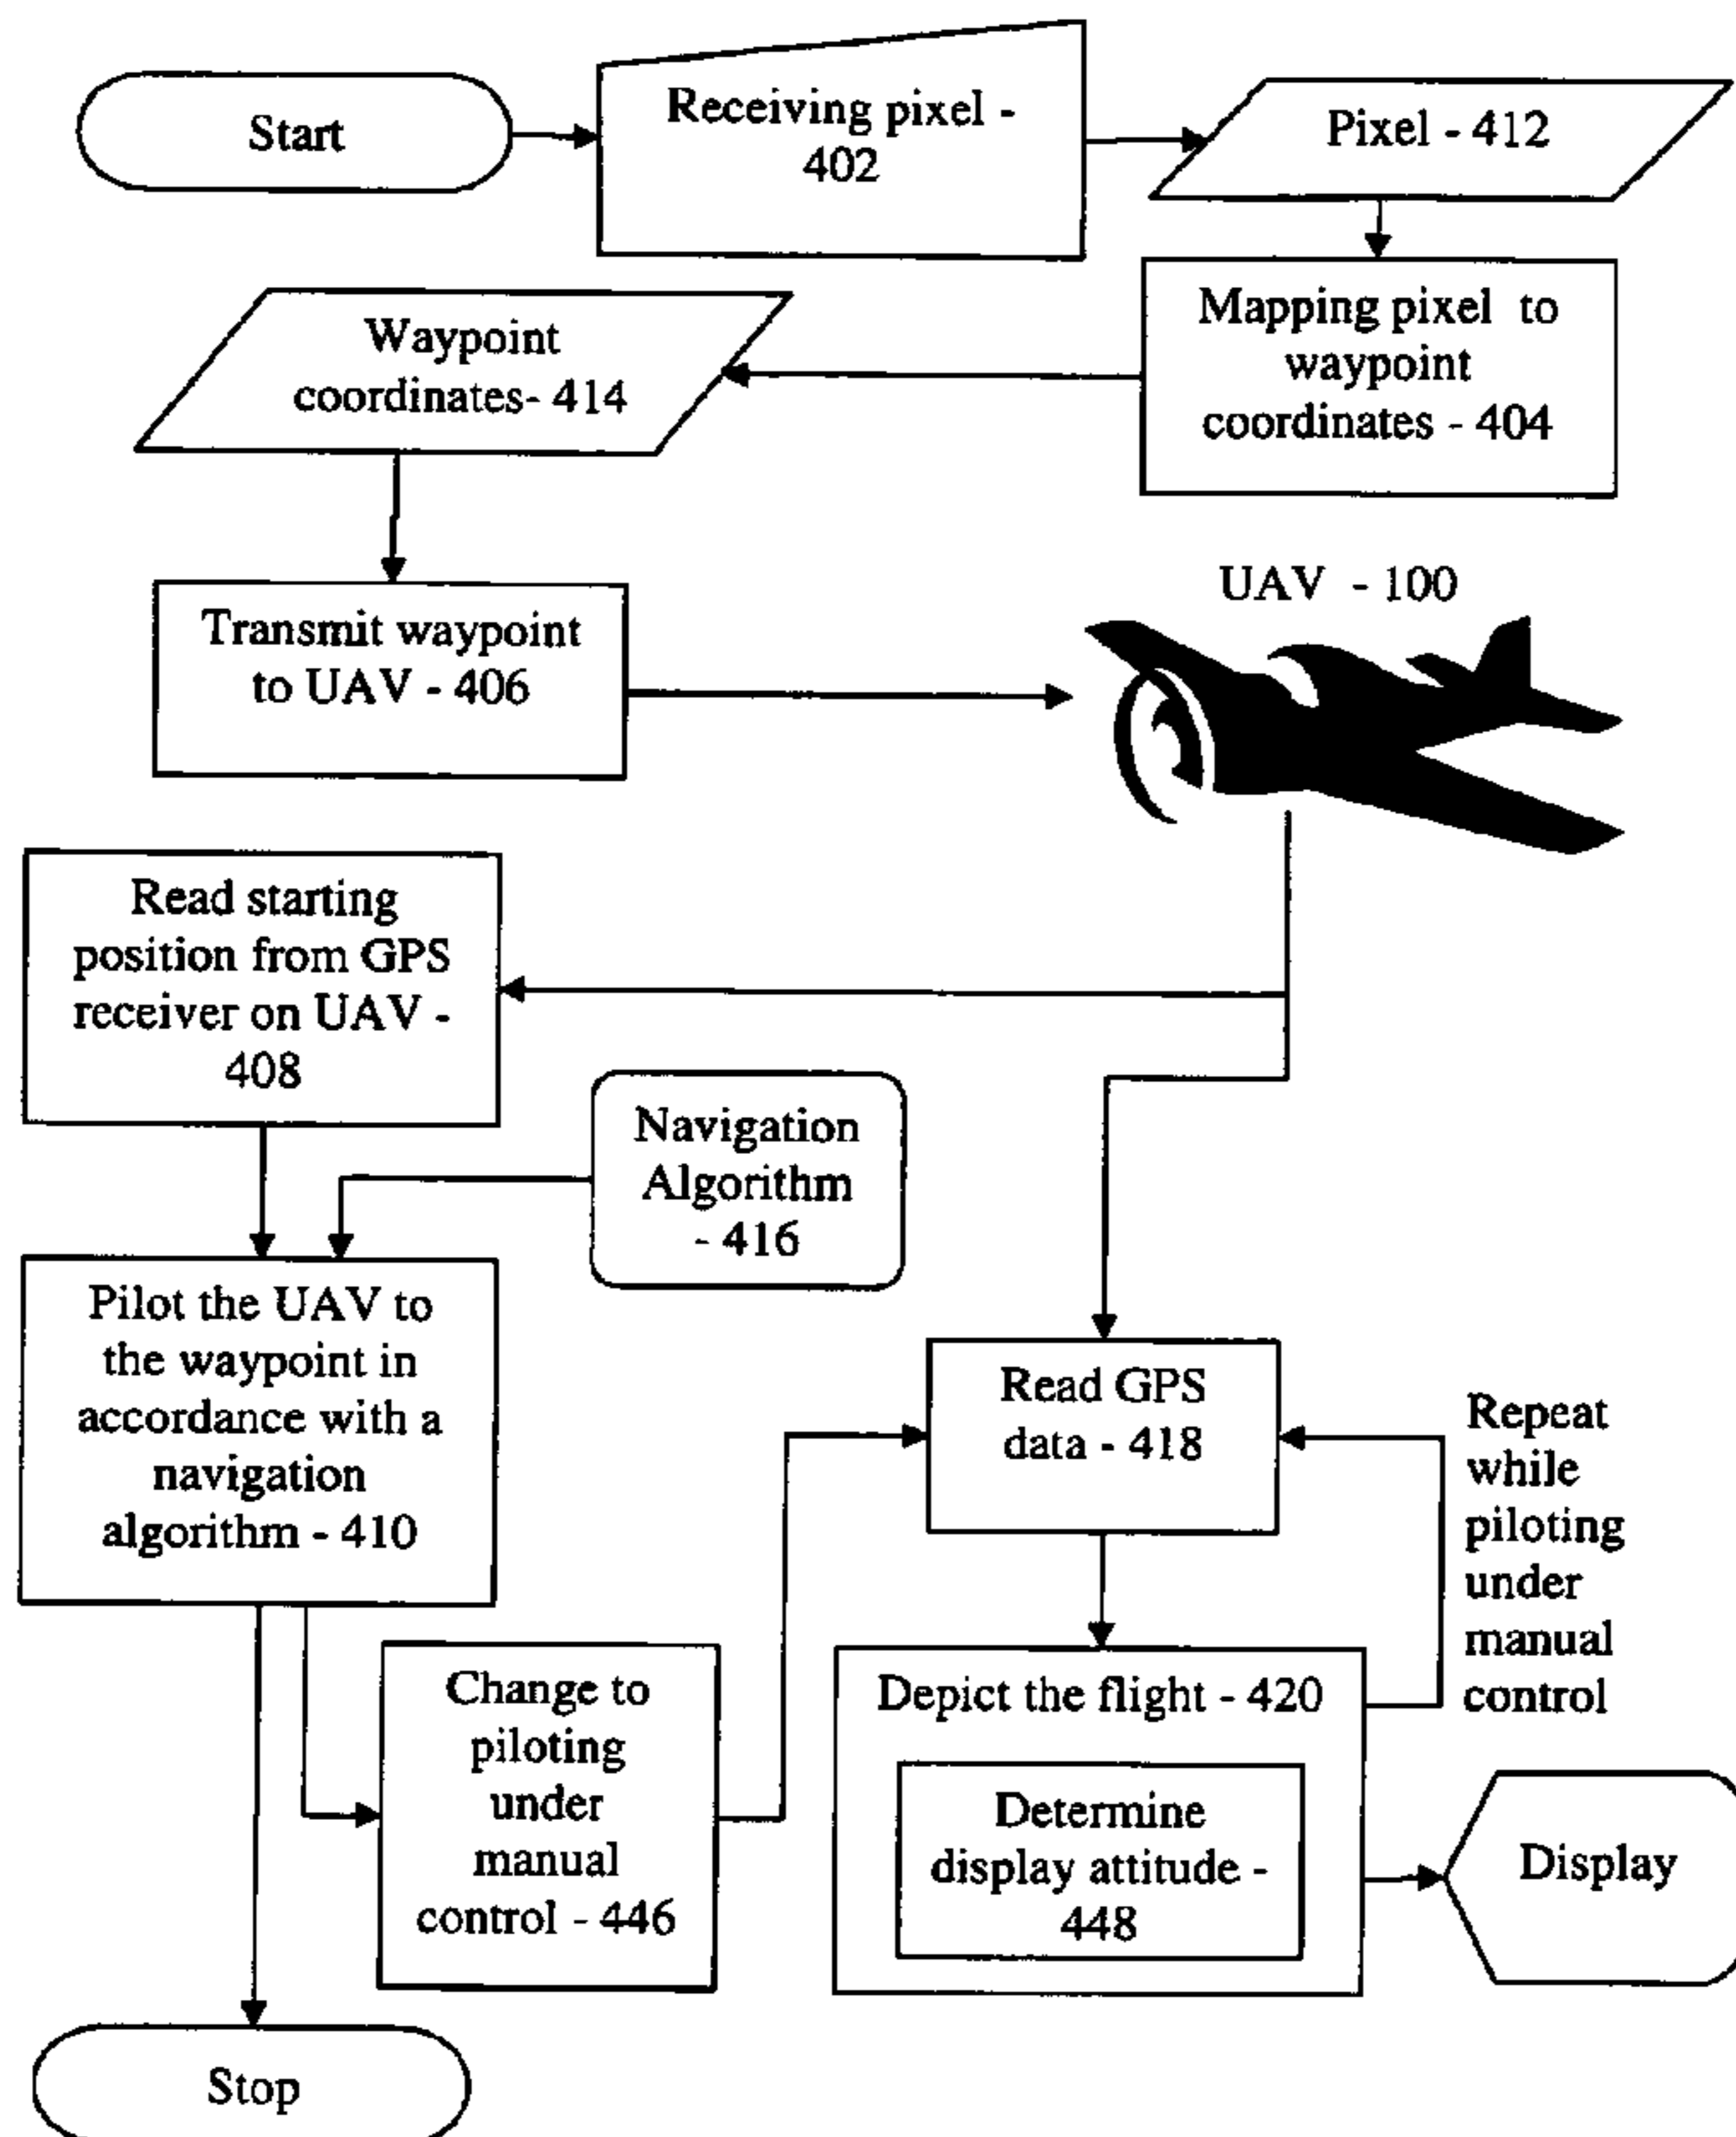 Start
Receiving pixel -
402
Pixel - 412
Waypoint
coordinates- 414
Mapping pixel to
waypoint
coordinates - 404
Transmit waypoint
to UAV - 406
UAV - 100
Read starting
position from GPS
receiver on UAV -
408
Navigation
Algorithm
- 416
Pilot the UAV to
the waypoint in
accordance with a
navigation
algorithm - 410
Read GPS
data - 418
Repeat
while
piloting
under
manual
control
Change to
piloting
under
manual
control - 446
Depict the flight - 420
Determine
display attitude -
448
Display
Stop